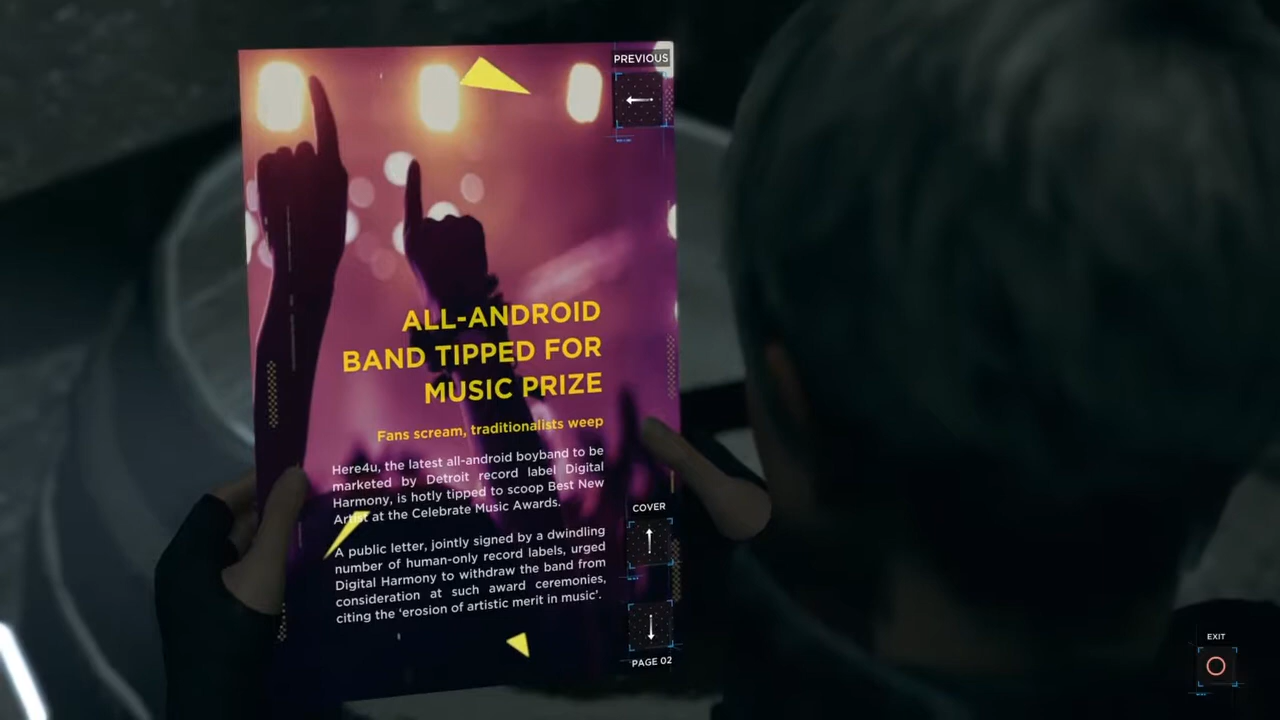 PREVIOUS
ALL-ANDROID
BAND TIPPED FOR
MUSIC PRIZE
Fans scream, traditionalists weep
Here4u, the latest all-android boyband to be
marketed by Detroit record label Digital
Harmony, is hotly tipped to scoop Best New
Artist at the Celebrate Music Awards.
A public letter, jointly signed by a dwindling
number of human-only record labels, urged
Digital Harmony to withdraw the band from
consideration at such award ceremonies,
citing the ‘erosion of artistic merit in music’.
COVER
PAGE 02
EXIT